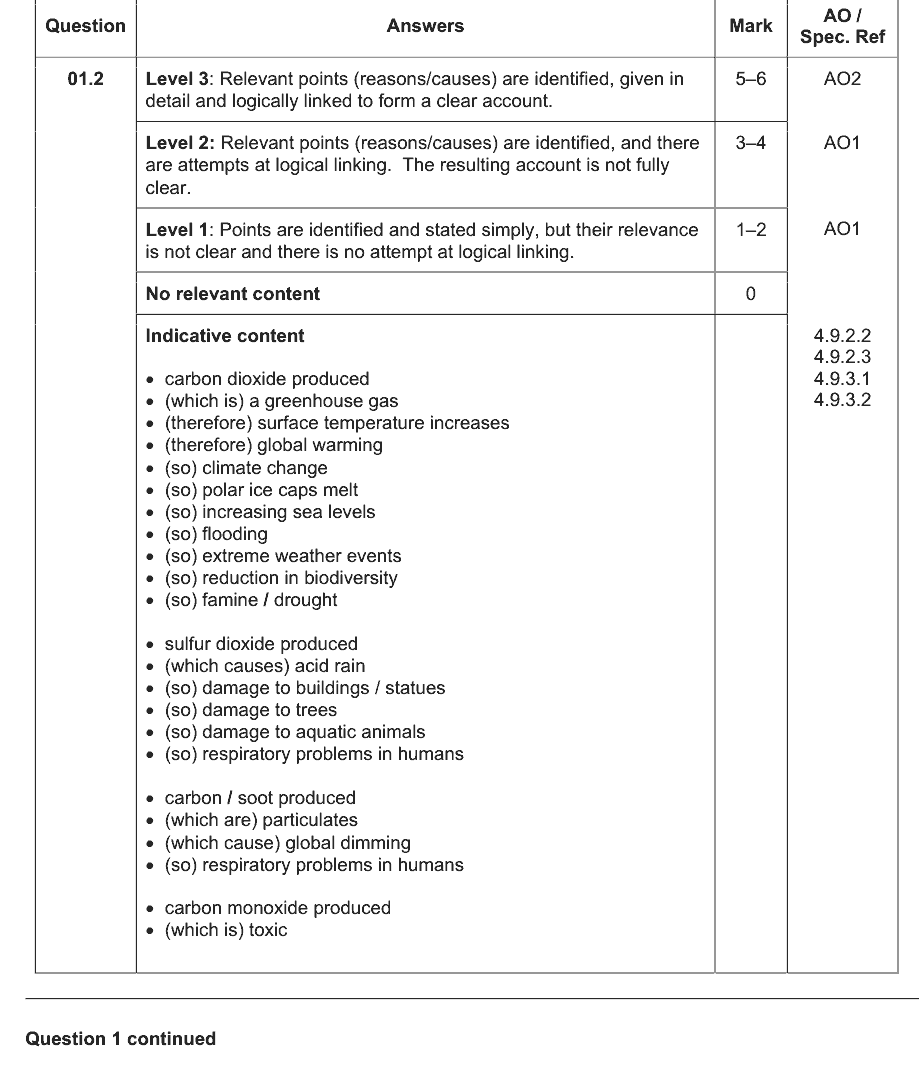 Question Answers Mark AO /
Spec. Ref
01.2 Level 3: Relevant points (reasons/causes) are identified, given in 5–6 AO2
detail and logically linked to form a clear account.
Level 2: Relevant points (reasons/causes) are identified, and there 3–4 AO1
are attempts at logical linking.  The resulting account is not fully
clear.
Level 1: Points are identified and stated simply, but their relevance 1–2 AO1
is not clear and there is no attempt at logical linking.
No relevant content 0
Indicative content 4.9.2.2
4.9.2.3
• carbon dioxide produced 4.9.3.1
• (which is) a greenhouse gas 4.9.3.2
• (therefore) surface temperature increases
• (therefore) global warming
• (so) climate change
• (so) polar ice caps melt
• (so) increasing sea levels
• (so) flooding
• (so) extreme weather events
• (so) reduction in biodiversity
• (so) famine / drought
• sulfur dioxide produced
• (which causes) acid rain
• (so) damage to buildings / statues
• (so) damage to trees
• (so) damage to aquatic animals
• (so) respiratory problems in humans
• carbon / soot produced
• (which are) particulates
• (which cause) global dimming
• (so) respiratory problems in humans
• carbon monoxide produced
• (which is) toxic
Question 1 continued